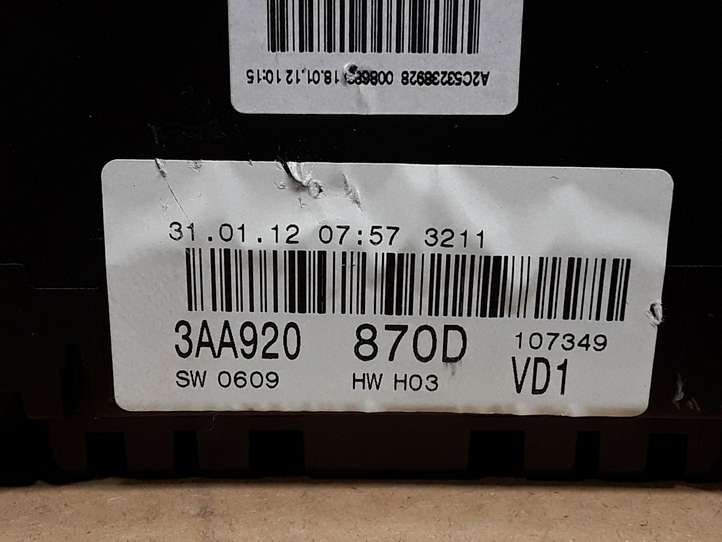 A2C53238928 18.01.12 10:15
31.01.12 07:57 3211
3AA920 870D 107349
SW 0609 HW H03 VD1